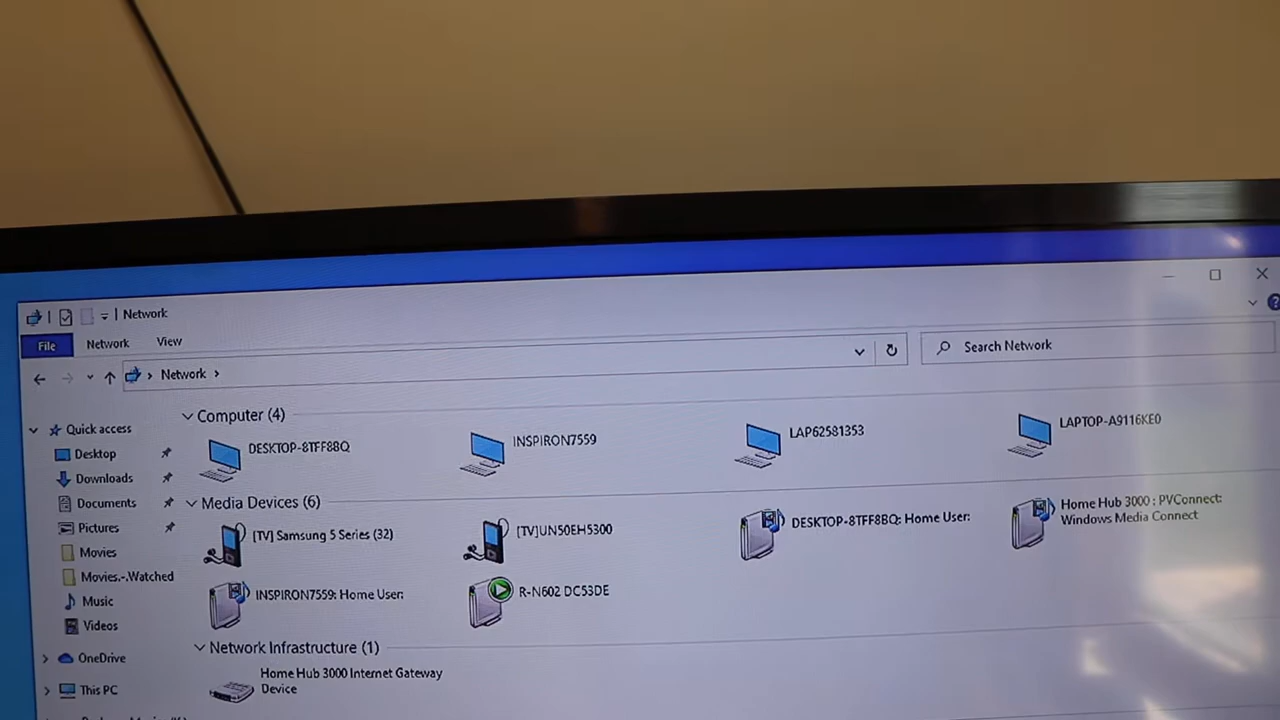 Network
File Network View
Network
Search Network
Quick access
Desktop
Downloads
Documents
Pictures
Movies
Movies.-.Watched
Music
Videos
OneDrive
This PC
Computer (4)
DESKTOP-8TFF8BQ
INSPIRON7559
LAP62581353
LAPTOP-A9116KE0
Media Devices (6)
[TV] Samsung 5 Series (32)
[TV]UN50EH5300
DESKTOP-8TFF8BQ: Home User:
Home Hub 3000 : PVConnect:
Windows Media Connect
INSPIRON7559: Home User:
R-N602 DC53DE
Network Infrastructure (1)
Home Hub 3000 Internet Gateway
Device